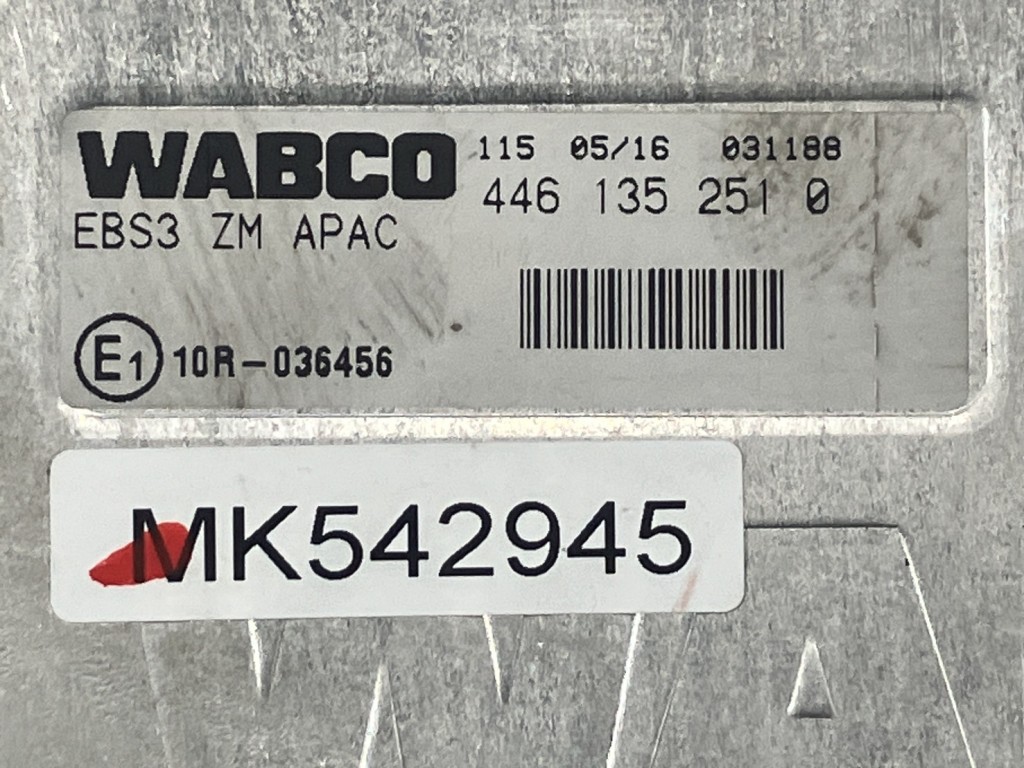 WABCO 115 05/16 031188
446 135 251 0
EBS3 ZM APAC
E1 10R-036456
MK542945